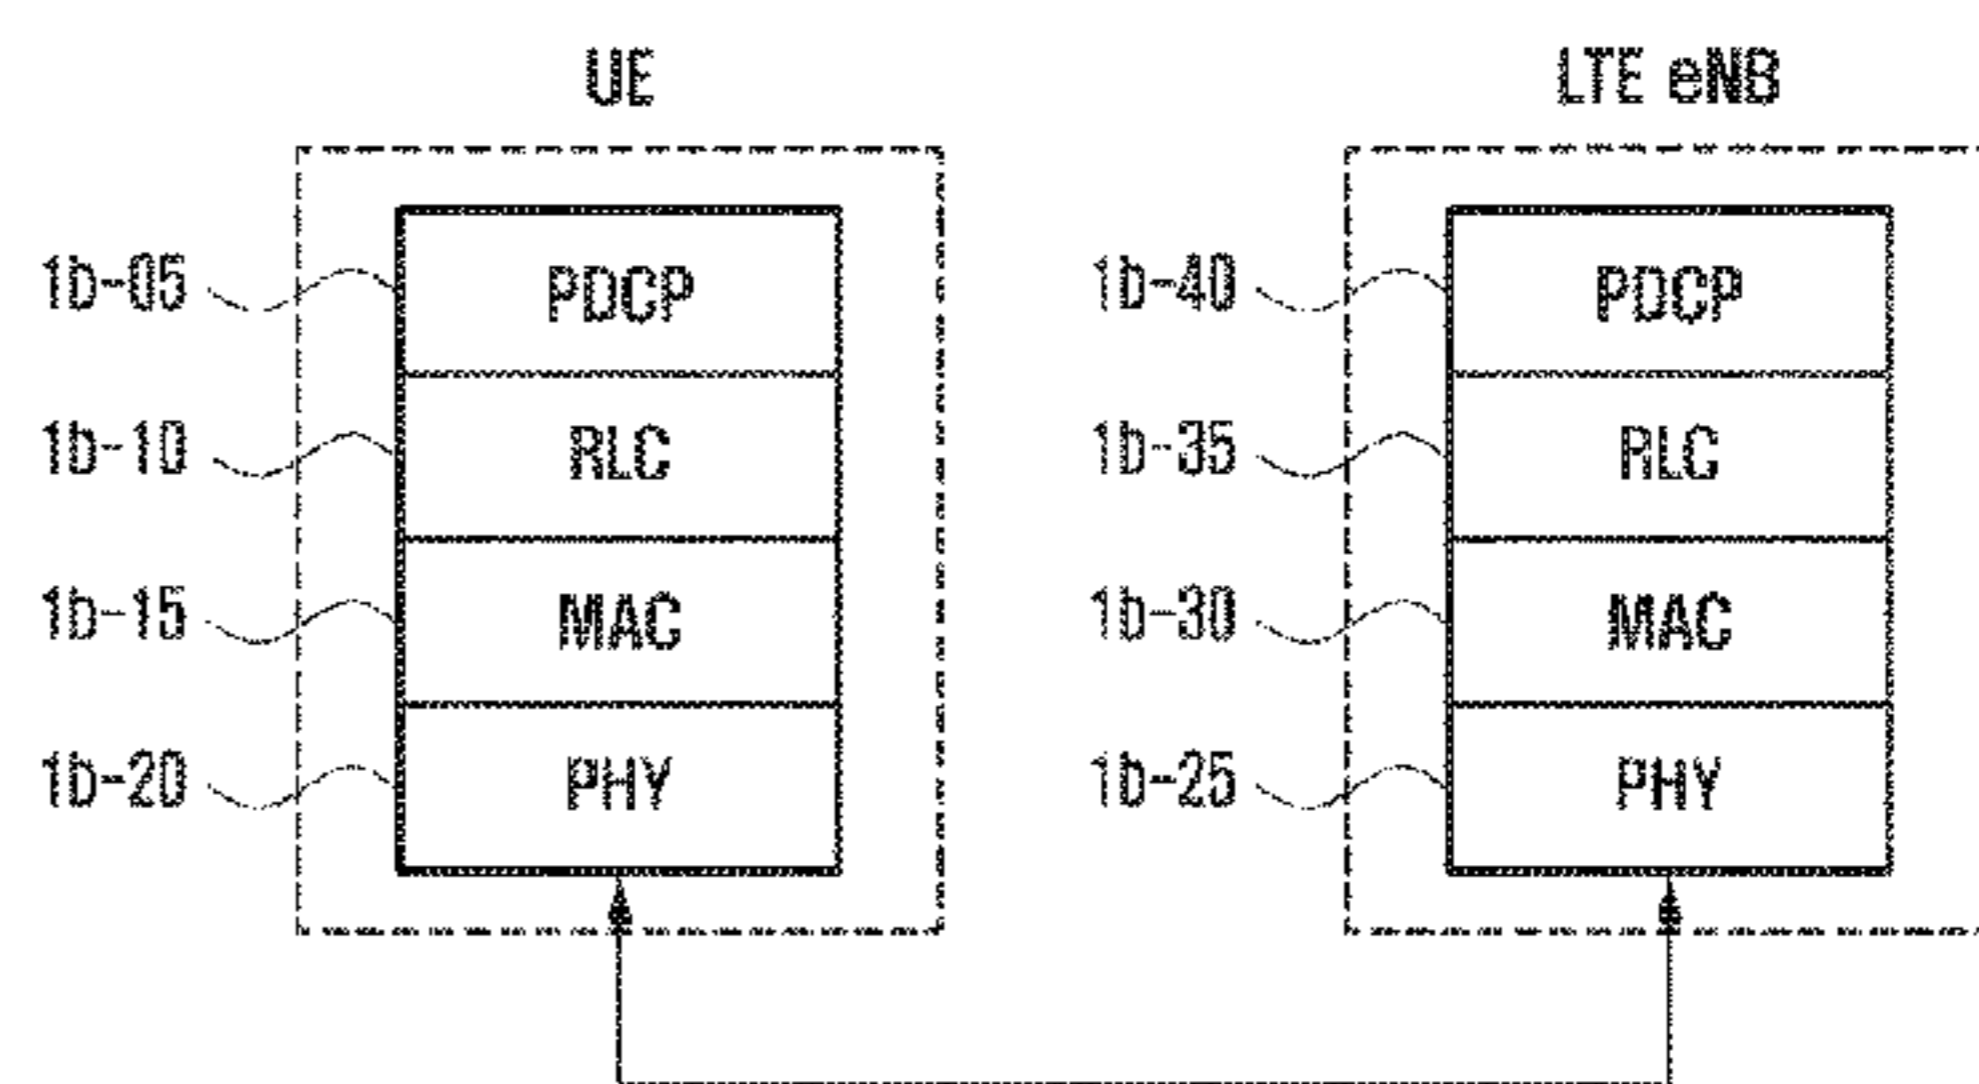 UE LTE eNB
1b-05 PDCP 1b-40 PDCP
1b-10 RLC 1b-35 RLC
1b-15 MAC 1b-30 MAC
1b-20 PHY 1b-25 PHY